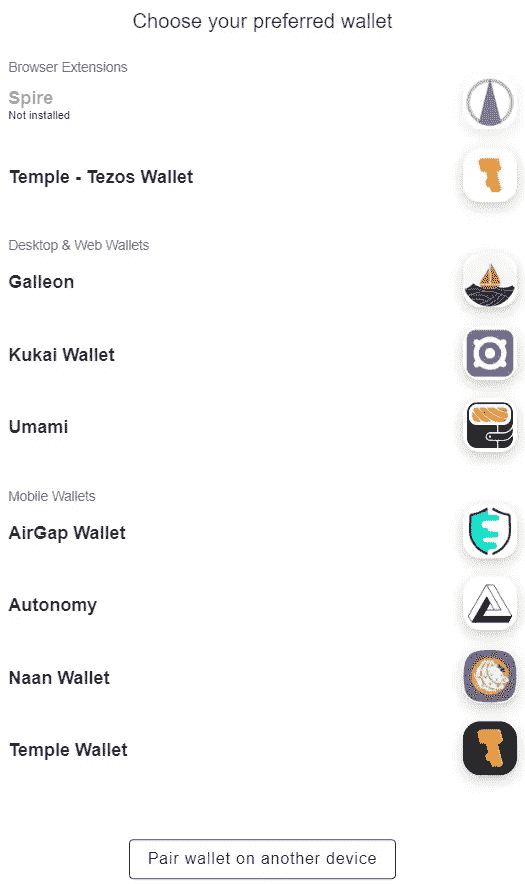 Choose your preferred wallet
Browser Extensions
Spire
Not installed
Temple - Tezos Wallet
Desktop & Web Wallets
Galleon
Kukai Wallet
Umami
Mobile Wallets
AirGap Wallet
Autonomy
Naan Wallet
Temple Wallet
Pair wallet on another device